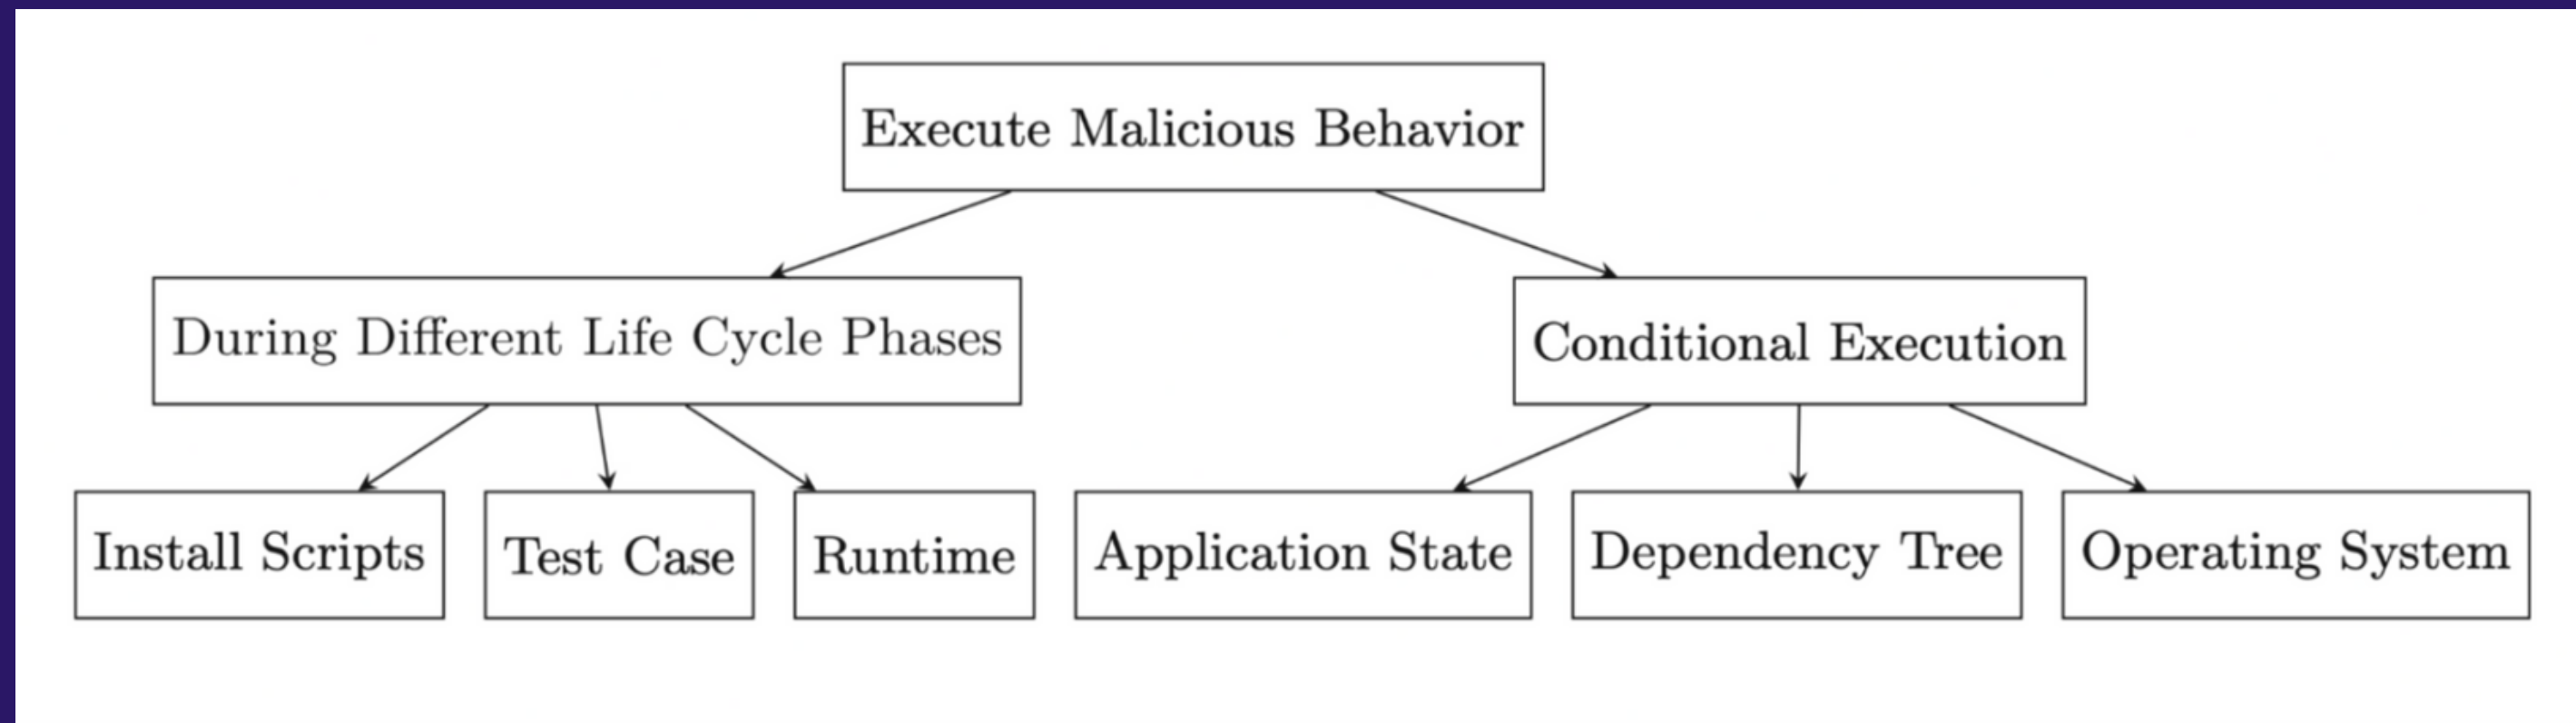 Execute Malicious Behavior
During Different Life Cycle Phases
Conditional Execution
Install Scripts
Test Case
Runtime
Application State
Dependency Tree
Operating System